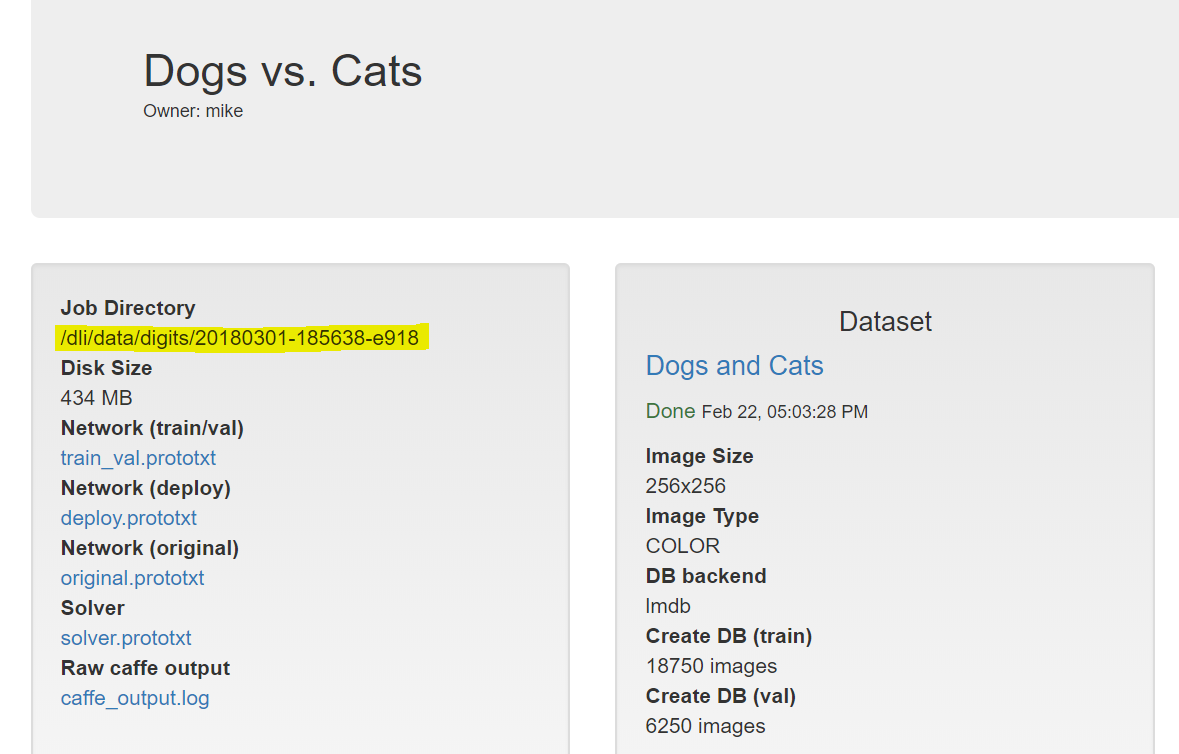 Dogs vs. Cats
Owner: mike
Job Directory
/dli/data/digits/20180301-185638-e918
Disk Size
434 MB
Network (train/val)
train_val.prototxt
Network (deploy)
deploy.prototxt
Network (original)
original.prototxt
Solver
solver.prototxt
Raw caffe output
caffe_output.log
Dataset
Dogs and Cats
Done Feb 22, 05:03:28 PM
Image Size
256x256
Image Type
COLOR
DB backend
lmdb
Create DB (train)
18750 images
Create DB (val)
6250 images